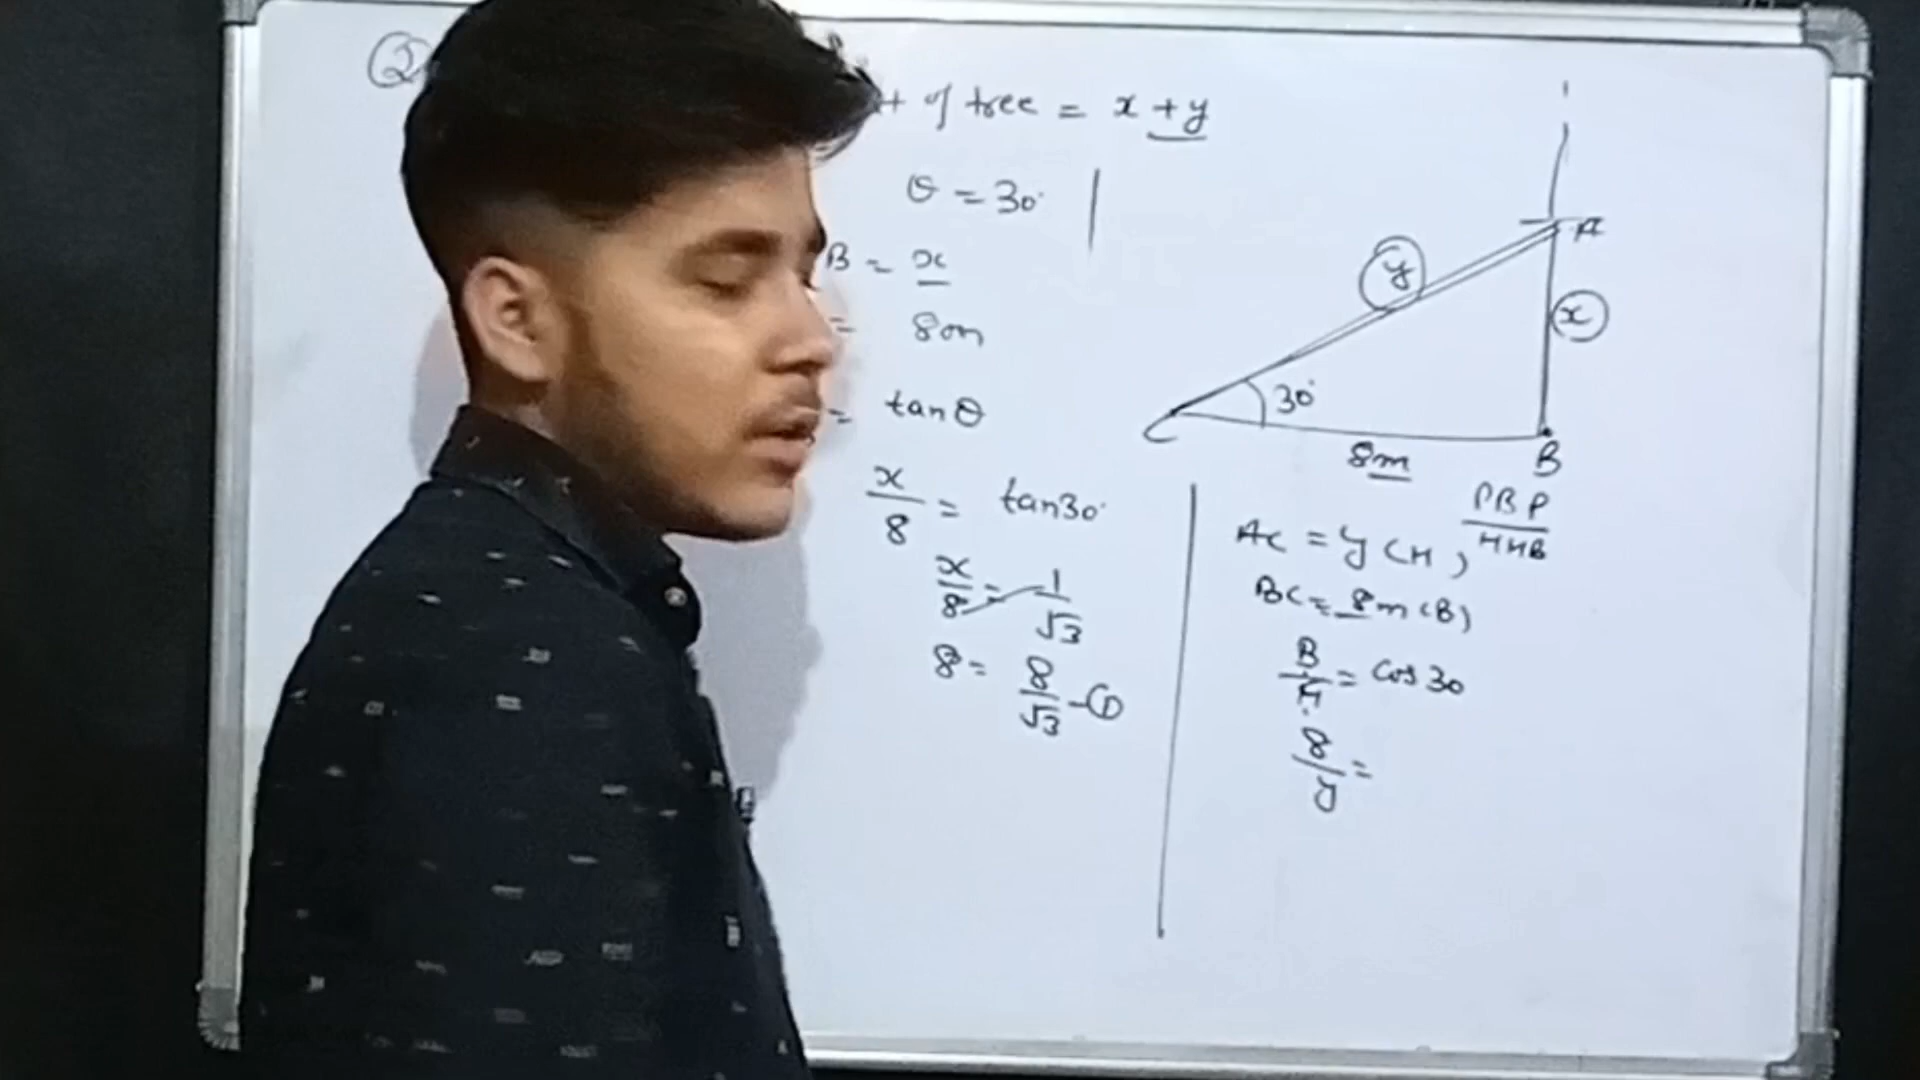 Q
of tree = x + y
θ = 30°
B = x
= 8m
= tanθ
x/8 = tan30°
x/8 = 1/√3
8 = 8/√3 -①
A
y
x
30°
C
8m
B
PBP/HHB
AC = y (H)
BC = 8m (B)
B/H = cos 30
8/y =